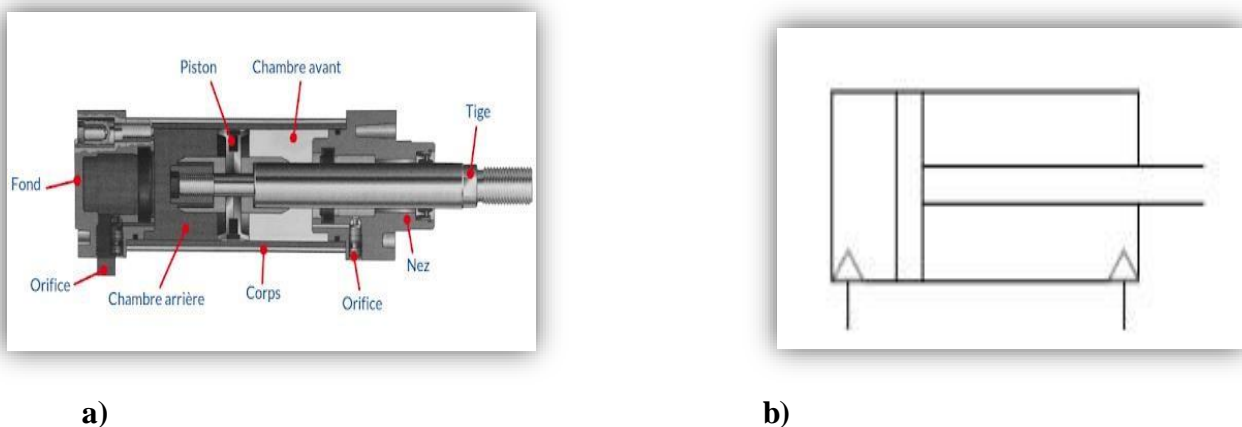 Piston
Chambre avant
Tige
Fond
Nez
Orifice
Chambre arrière
Corps
Orifice
a)
b)